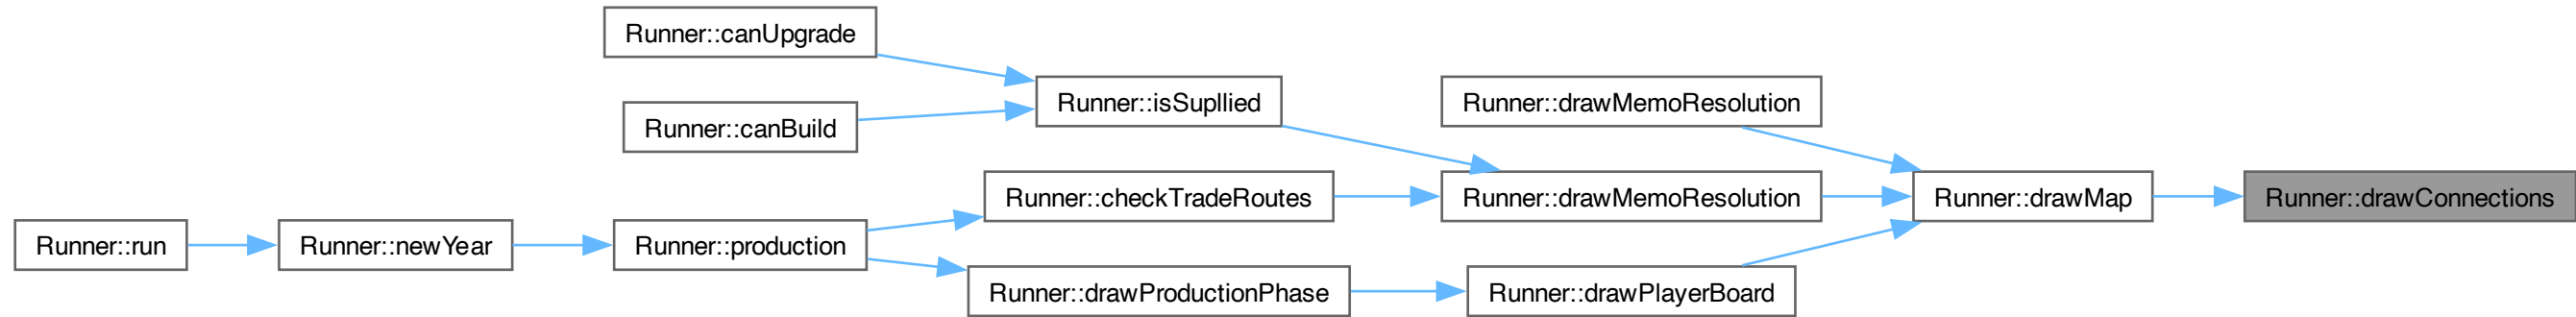 Runner::canUpgrade
Runner::isSupllied
Runner::drawMemoResolution
Runner::canBuild
Runner::checkTradeRoutes
Runner::drawMemoResolution
Runner::drawMap
Runner::drawConnections
Runner::run
Runner::newYear
Runner::production
Runner::drawProductionPhase
Runner::drawPlayerBoard